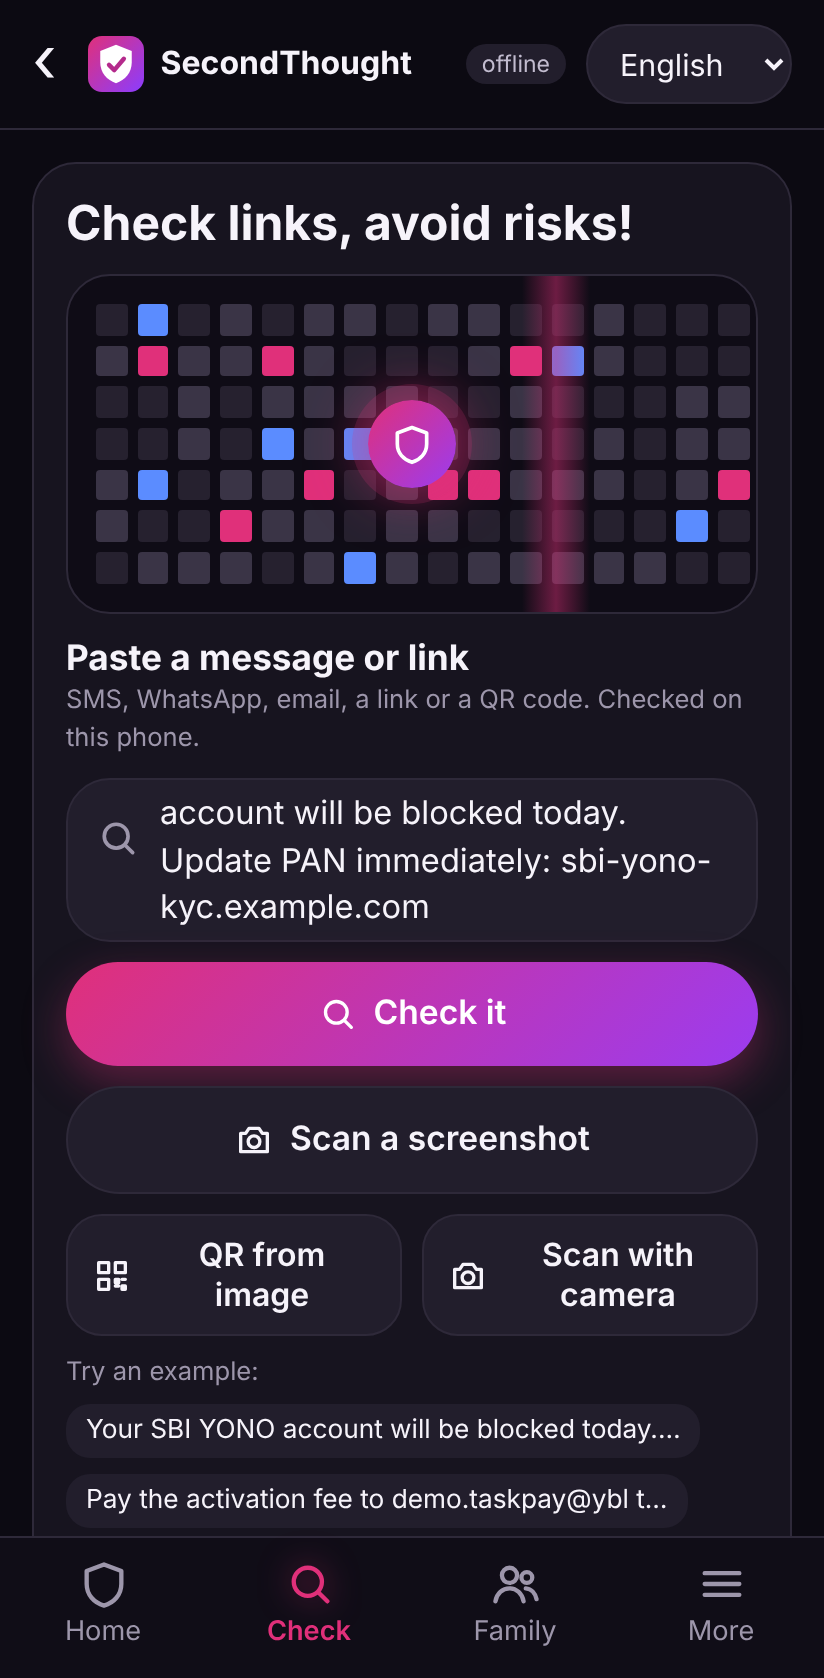 SecondThought
offline
English
Check links, avoid risks!
Paste a message or link
SMS, WhatsApp, email, a link or a QR code. Checked on
this phone.
account will be blocked today.
Update PAN immediately: sbi-yono-
kyc.example.com
Check it
Scan a screenshot
QR from
image
Scan with
camera
Try an example:
Your SBI YONO account will be blocked today....
Pay the activation fee to demo.taskpay@ybl t...
Home
Check
Family
More